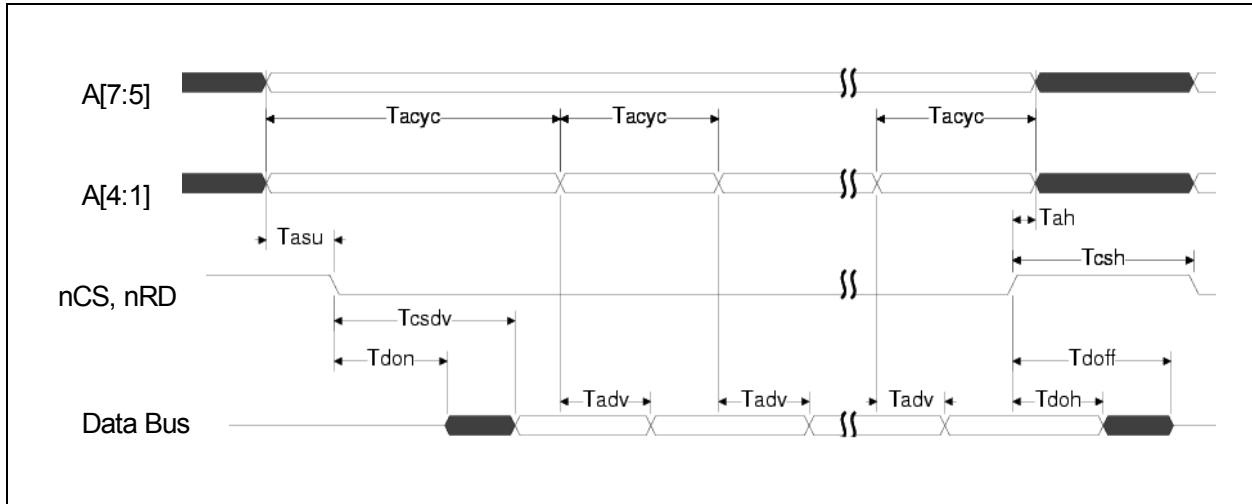 A[7:5]
Tacyc Tacyc Tacyc
A[4:1]
Tah
Tasu
Tcsh
nCS, nRD
Tcsdv
Tdon Tdoff
Tadv Tadv Tadv Tdoh
Data Bus